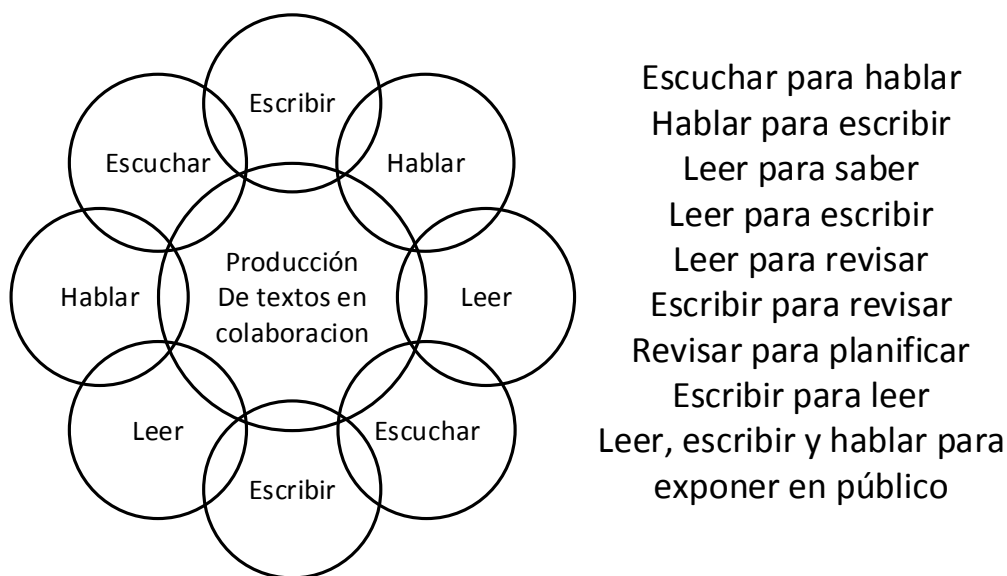 Escribir
Escuchar
Hablar
Hablar
Producción
De textos en
colaboracion
Leer
Leer
Escuchar
Escribir
Escuchar para hablar
Hablar para escribir
Leer para saber
Leer para escribir
Leer para revisar
Escribir para revisar
Revisar para planificar
Escribir para leer
Leer, escribir y hablar para
exponer en público